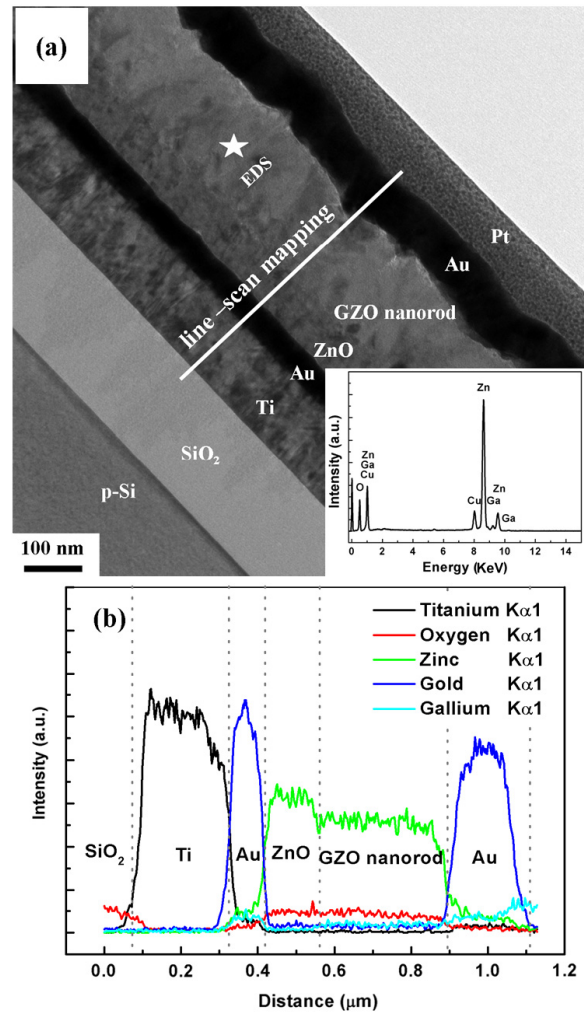 (a)
EDS
line –scan mapping
Pt
Au
GZO nanorod
ZnO
Au
Ti
SiO₂
p-Si
100 nm
Intensity (a.u.)
Zn
Ga
Cu
O
Zn
Cu
Ga
Zn
Ga
0 2 4 6 8 10 12 14
Energy (KeV)
(b)
Titanium Kα1
Oxygen Kα1
Zinc Kα1
Gold Kα1
Gallium Kα1
Intensity (a.u.)
SiO₂ Ti Au ZnO GZO nanorod Au
0.0 0.2 0.4 0.6 0.8 1.0 1.2
Distance (μm)